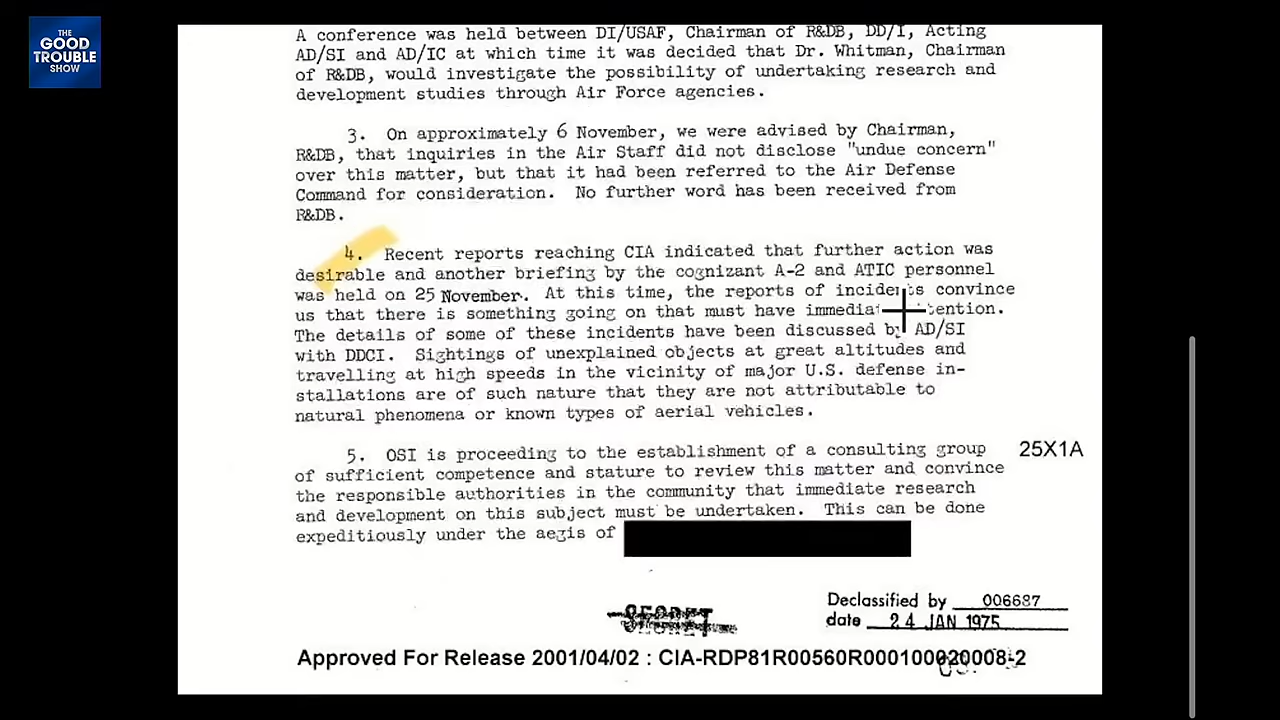 THE
GOOD
TROUBLE
SHOW
A conference was held between DI/USAF, Chairman of R&DB, DD/I, Acting
AD/SI and AD/IC at which time it was decided that Dr. Whitman, Chairman
of R&DB, would investigate the possibility of undertaking research and
development studies through Air Force agencies.
3. On approximately 6 November, we were advised by Chairman,
R&DB, that inquiries in the Air Staff did not disclose "undue concern"
over this matter, but that it had been referred to the Air Defense
Command for consideration. No further word has been received from
R&DB.
4. Recent reports reaching CIA indicated that further action was
desirable and another briefing by the cognizant A-2 and ATIC personnel
was held on 25 November. At this time, the reports of incidents convince
us that there is something going on that must have immediate attention.
The details of some of these incidents have been discussed by AD/SI
with DDCI. Sightings of unexplained objects at great altitudes and
travelling at high speeds in the vicinity of major U.S. defense in-
stallations are of such nature that they are not attributable to
natural phenomena or known types of aerial vehicles.
5. OSI is proceeding to the establishment of a consulting group 25X1A
of sufficient competence and stature to review this matter and convince
the responsible authorities in the community that immediate research
and development on this subject must be undertaken. This can be done
expeditiously under the aegis of
SECRET
Declassified by 006687
date 24 JAN 1975
Approved For Release 2001/04/02 : CIA-RDP81R00560R000100020008-2